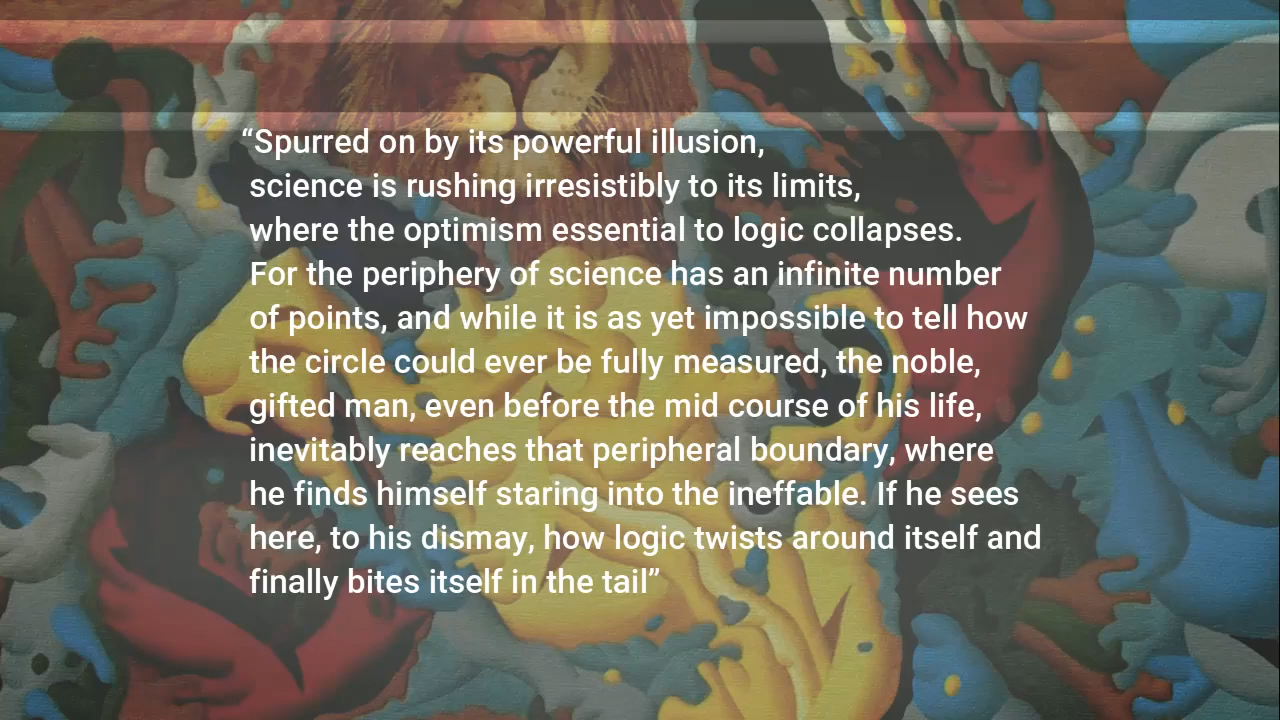 “Spurred on by its powerful illusion,
science is rushing irresistibly to its limits,
where the optimism essential to logic collapses.
For the periphery of science has an infinite number
of points, and while it is as yet impossible to tell how
the circle could ever be fully measured, the noble,
gifted man, even before the mid course of his life,
inevitably reaches that peripheral boundary, where
he finds himself staring into the ineffable. If he sees
here, to his dismay, how logic twists around itself and
finally bites itself in the tail”